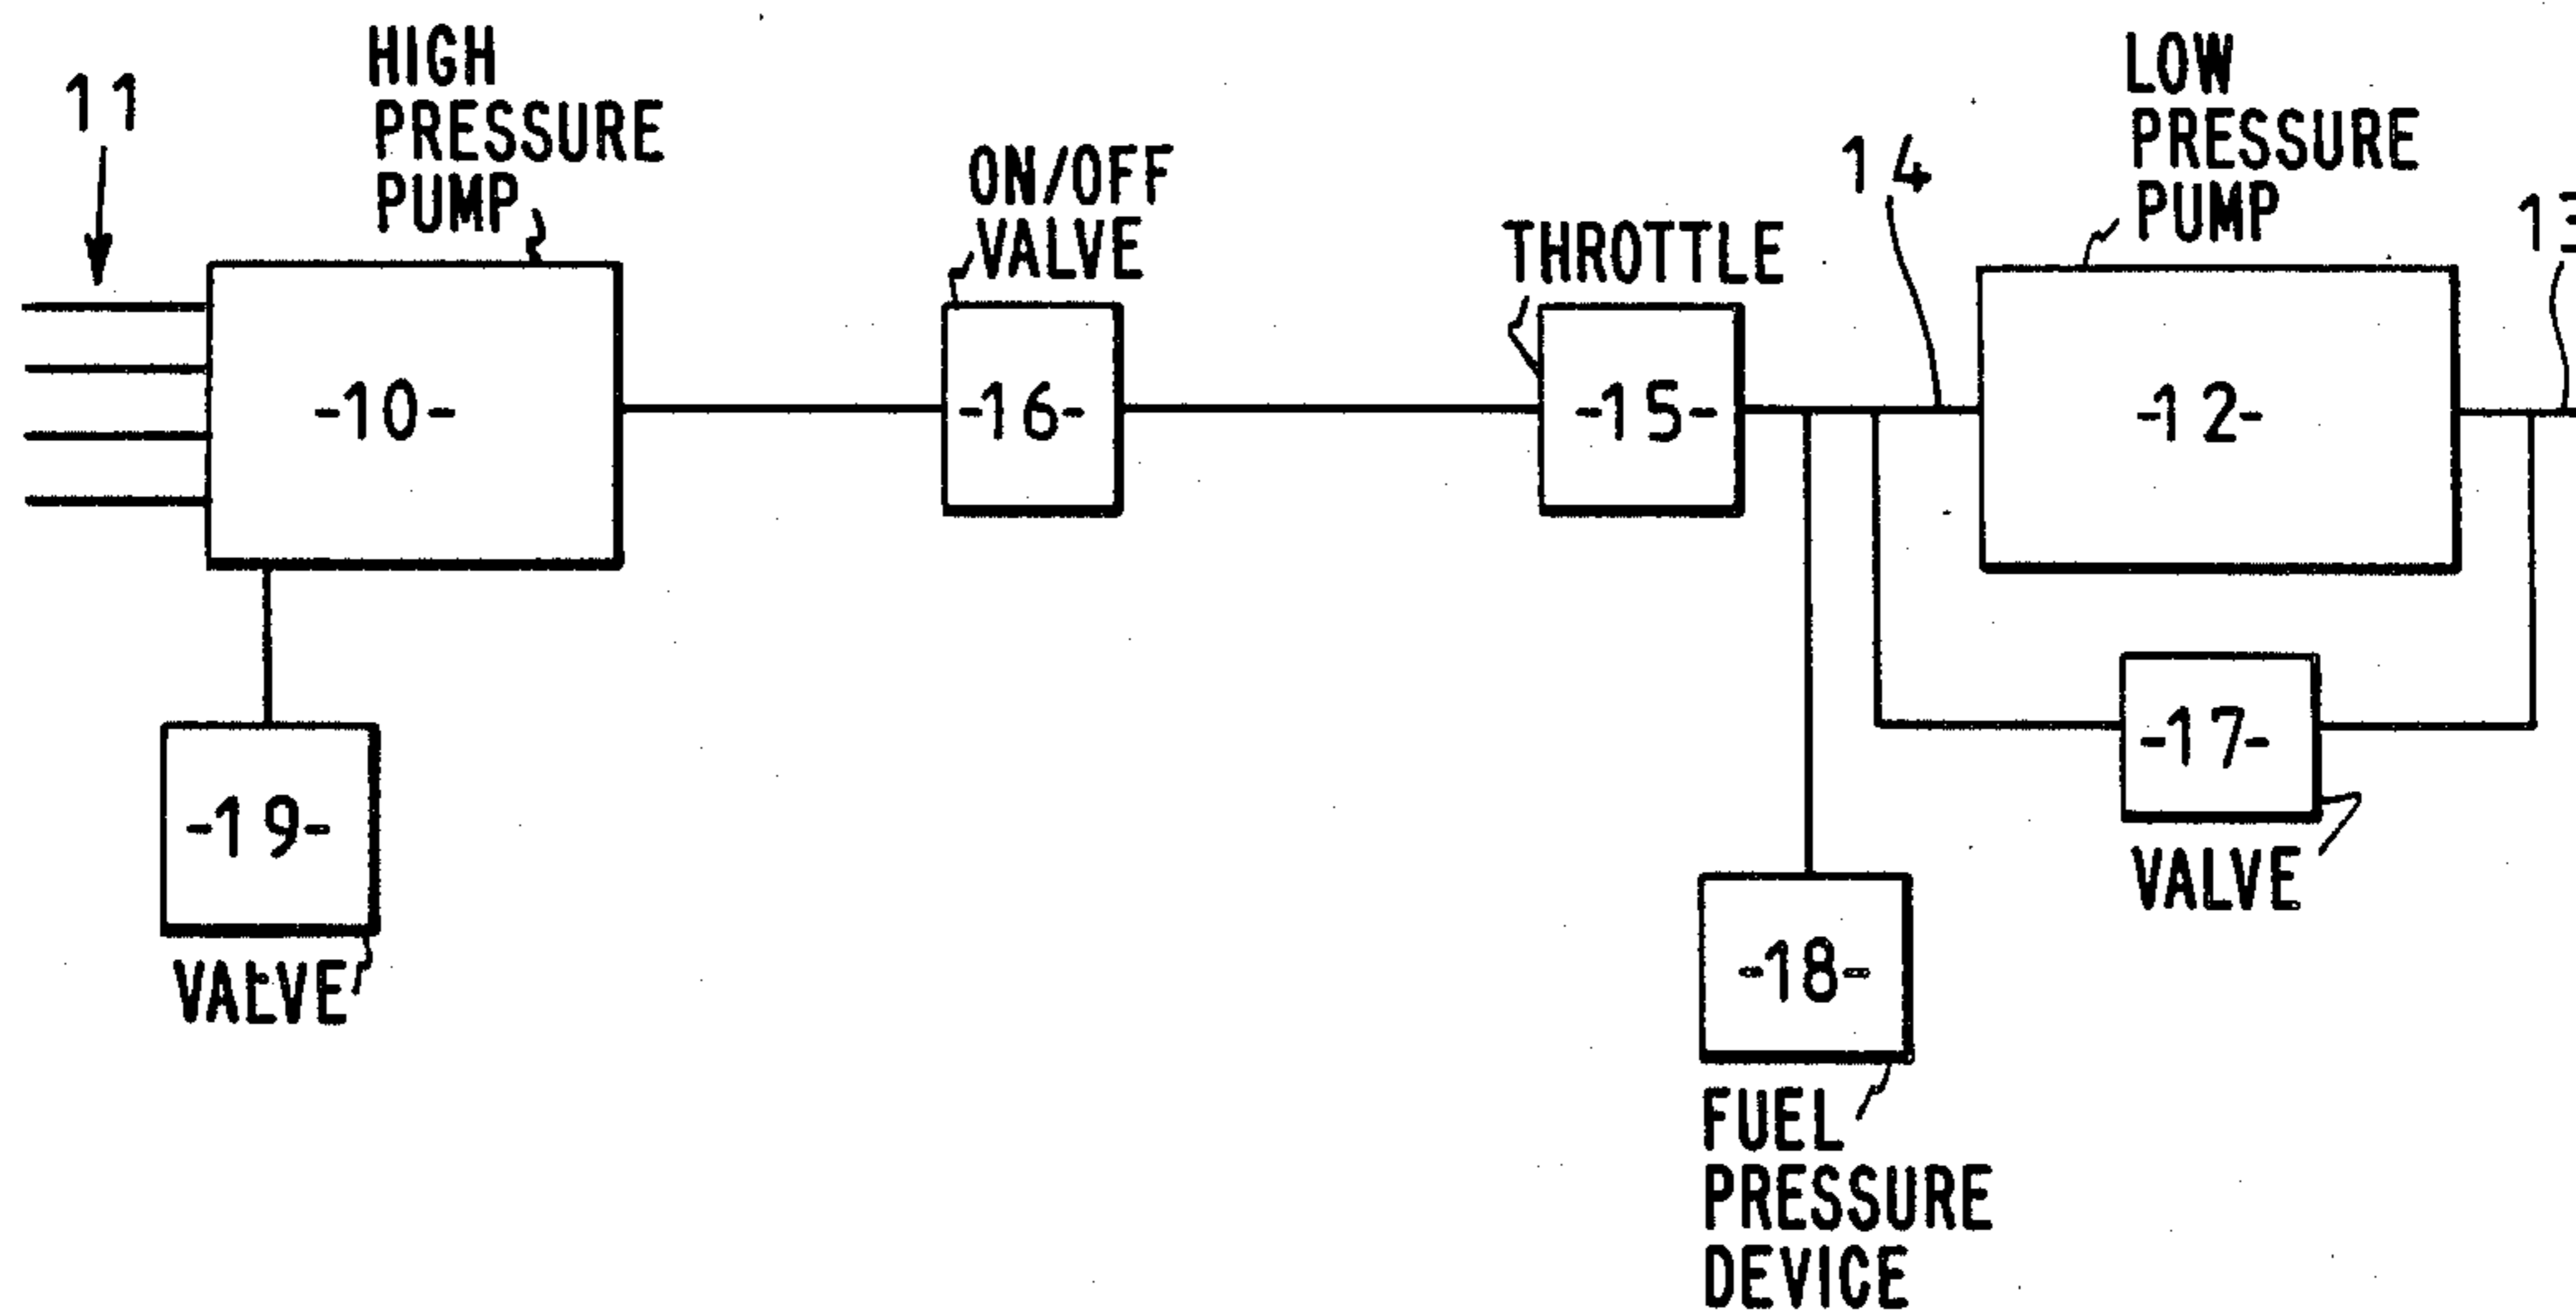 11
HIGH
PRESSURE
PUMP
-10-
ON/OFF
VALVE
-16-
THROTTLE
-15-
14
LOW
PRESSURE
PUMP
-12-
13
-17-
VALVE
-19-
VALVE
-18-
FUEL
PRESSURE
DEVICE